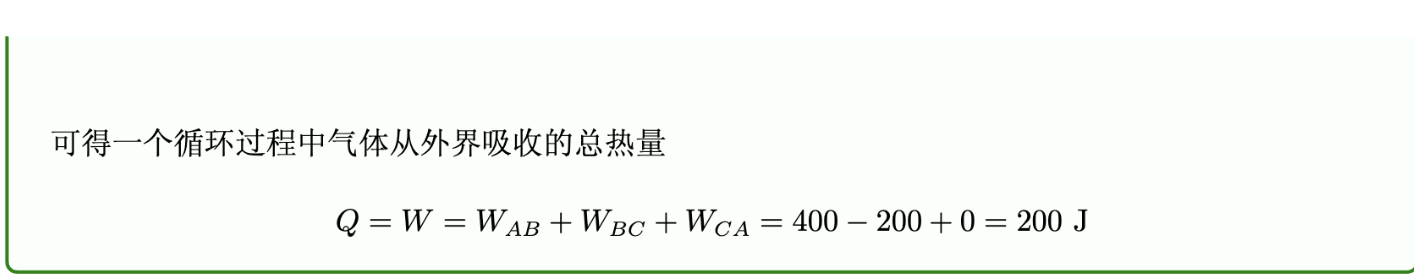 可得一个循环过程中气体从外界吸收的总热量
Q = W = W_{AB} + W_{BC} + W_{CA} = 400 − 200 + 0 = 200 J